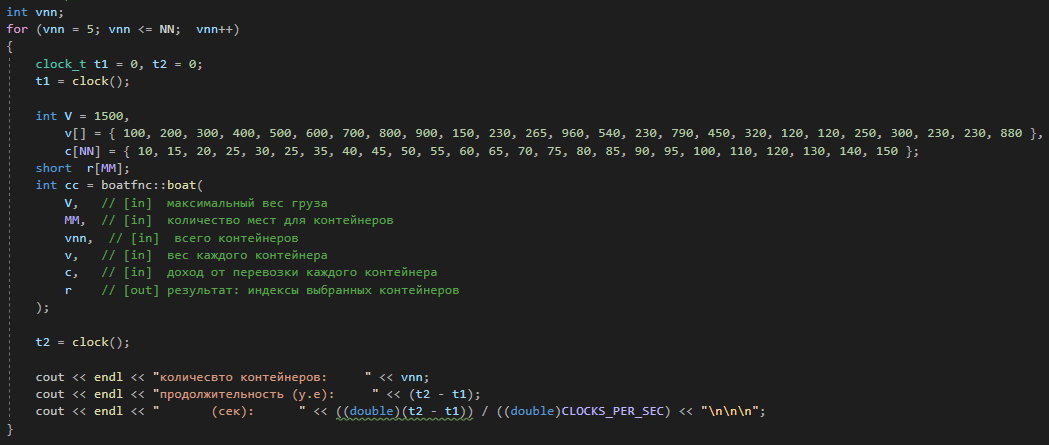 int vnn;
for (vnn = 5; vnn <= NN;  vnn++)
{
    clock_t t1 = 0, t2 = 0;
    t1 = clock();

    int V = 1500,
        v[] = { 100, 200, 300, 400, 500, 600, 700, 800, 900, 150, 230, 265, 960, 540, 230, 790, 450, 320, 120, 120, 250, 300, 230, 230, 880 },
        c[NN] = { 10, 15, 20, 25, 30, 25, 35, 40, 45, 50, 55, 60, 65, 70, 75, 80, 85, 90, 95, 100, 110, 120, 130, 140, 150 };
    short  r[MM];
    int cc = boatfnc::boat(
        V,   // [in]  максимальный вес груза
        MM,  // [in]  количество мест для контейнеров
        vnn,  // [in]  всего контейнеров
        v,   // [in]  вес каждого контейнера
        c,   // [in]  доход от перевозки каждого контейнера
        r    // [out] результат: индексы выбранных контейнеров
    );

    t2 = clock();

    cout << endl << "количесвто контейнеров:     " << vnn;
    cout << endl << "продолжительность (у.е):     " << (t2 - t1);
    cout << endl << "       (сек):      " << ((double)(t2 - t1)) / ((double)CLOCKS_PER_SEC) << "\n\n\n";
}